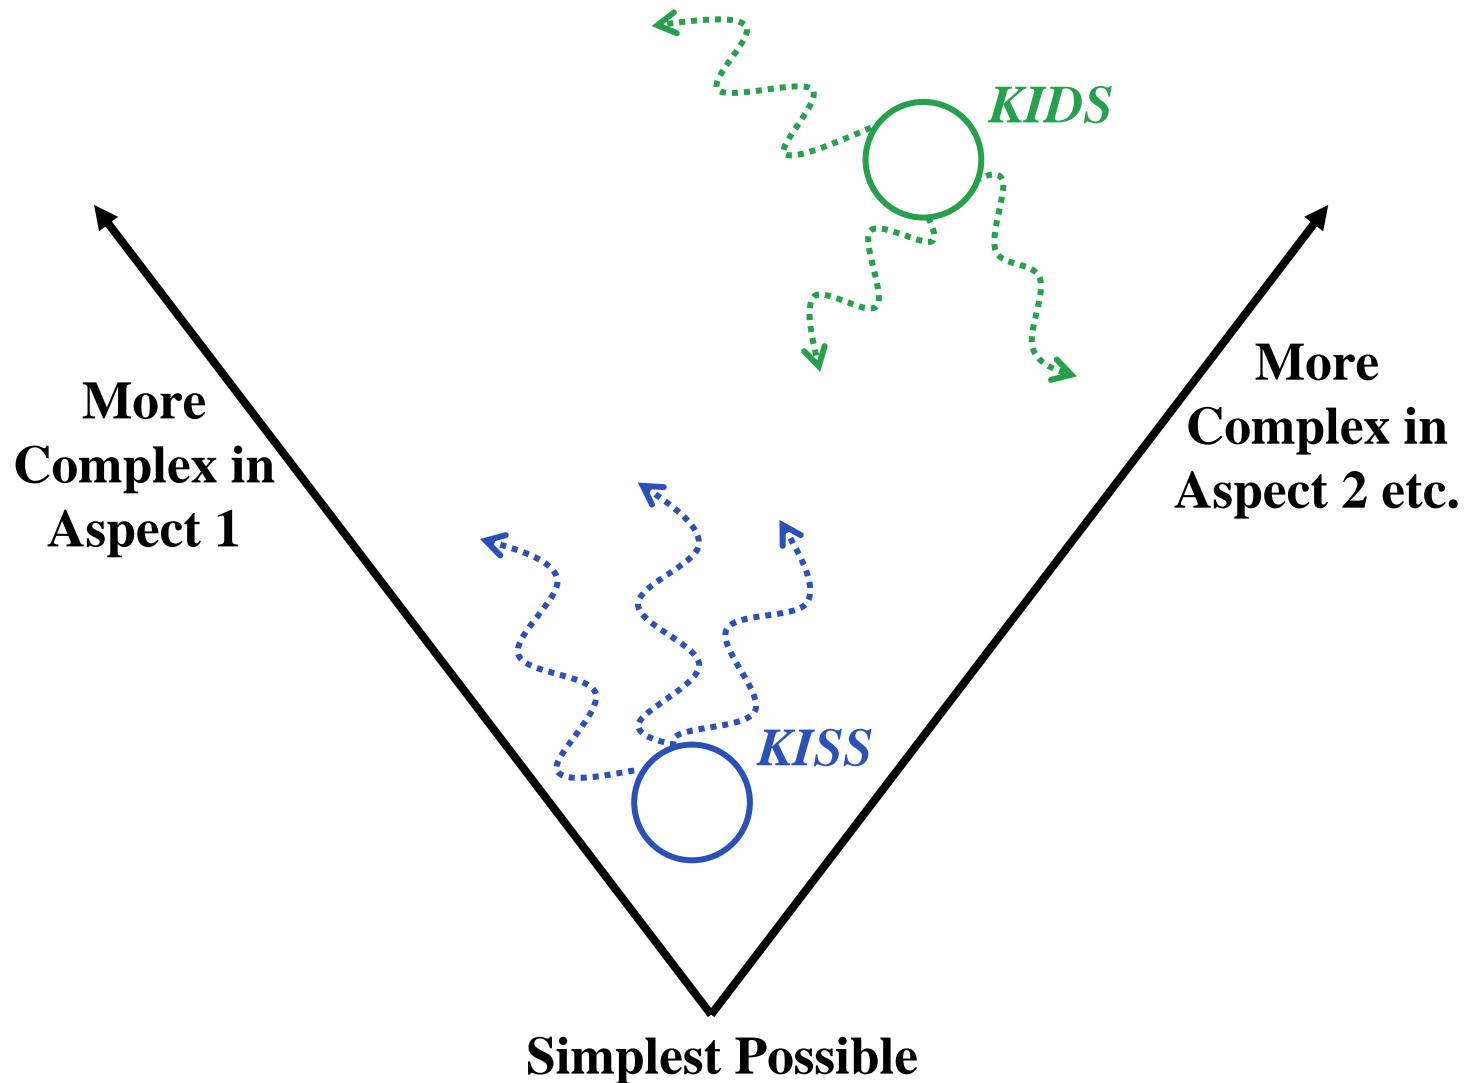 KIDS
More
Complex in
Aspect 2 etc.
More
Complex in
Aspect 1
KISS
Simplest Possible